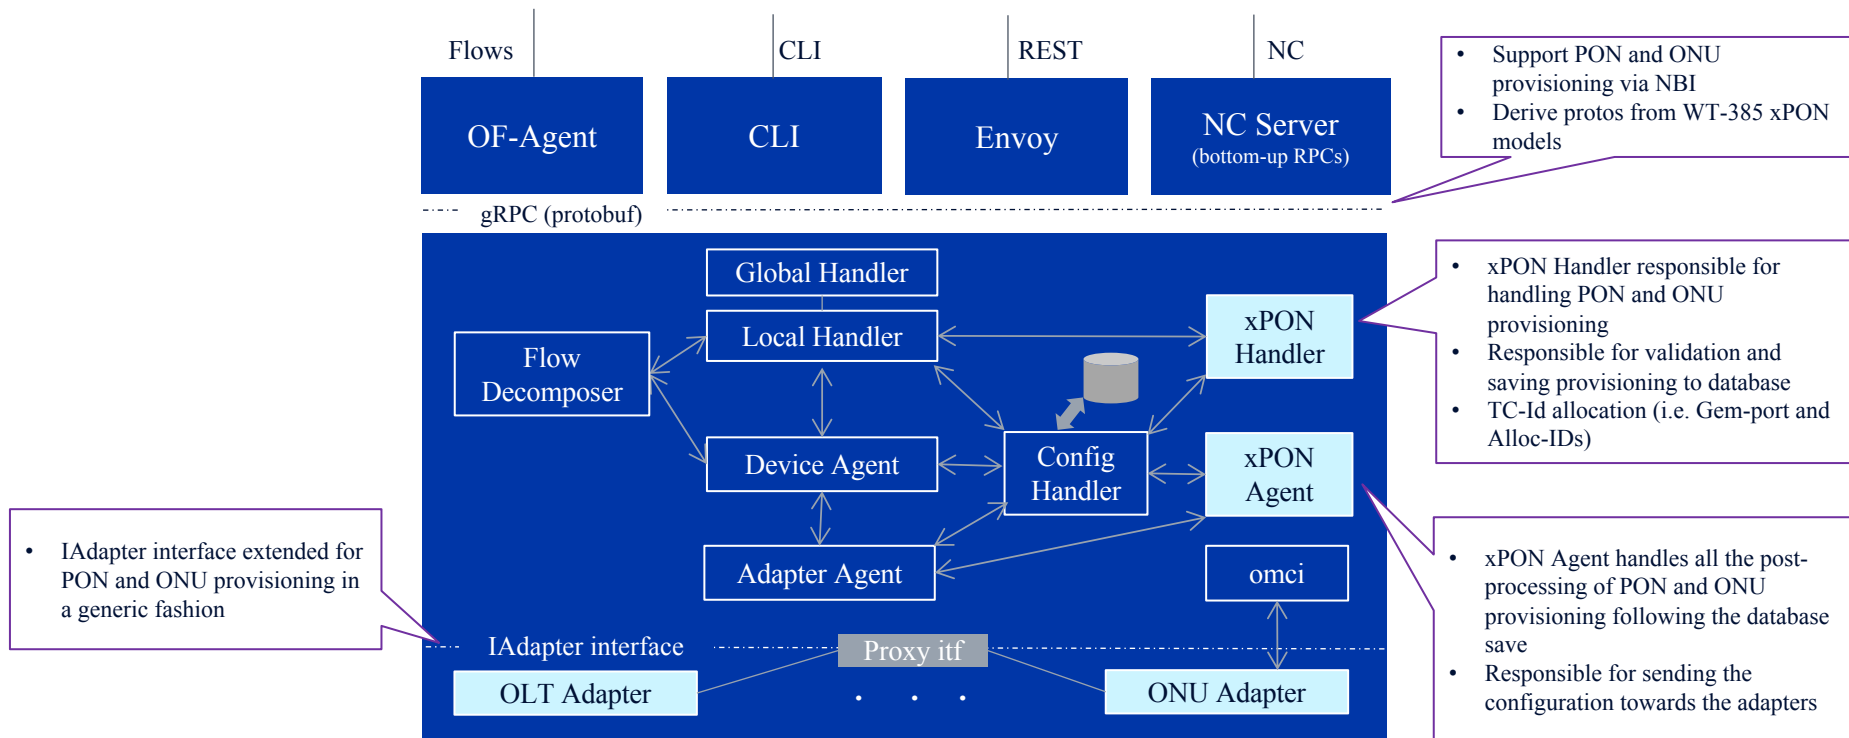 Flows
CLI
REST
NC
OF-Agent
CLI
Envoy
NC Server
(bottom-up RPCs)
• Support PON and ONU
provisioning via NBI
• Derive protos from WT-385 xPON
models
gRPC (protobuf)
Global Handler
Local Handler
Flow
Decomposer
xPON
Handler
Device Agent
Config
Handler
xPON
Agent
Adapter Agent
omci
IAdapter interface
Proxy itf
OLT Adapter
. . .
ONU Adapter
• xPON Handler responsible for
handling PON and ONU
provisioning
• Responsible for validation and
saving provisioning to database
• TC-Id allocation (i.e. Gem-port and
Alloc-IDs)
• IAdapter interface extended for
PON and ONU provisioning in
a generic fashion
• xPON Agent handles all the post-
processing of PON and ONU
provisioning following the database
save
• Responsible for sending the
configuration towards the adapters